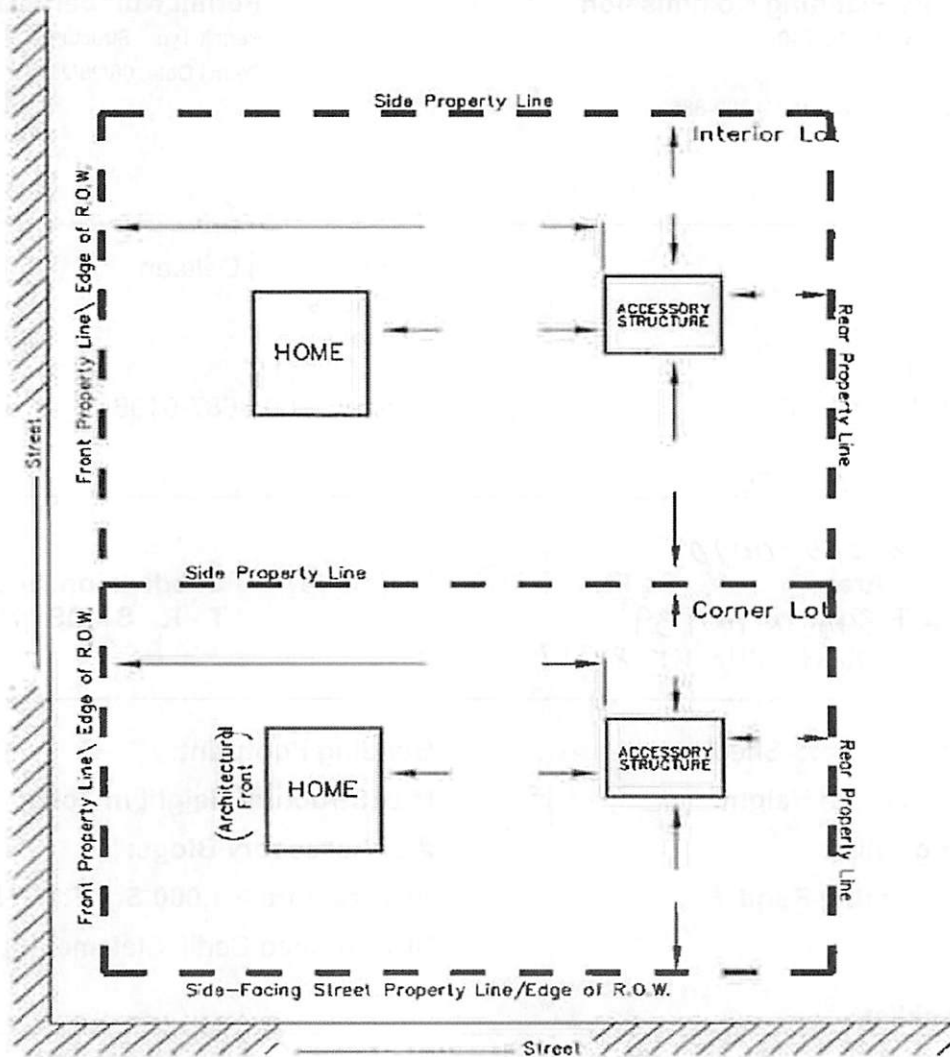 Side Property Line
Interior Lot
Front Property Line\ Edge of R.O.W.
HOME
ACCESSORY
STRUCTURE
Rear Property Line
Street
Side Property Line
Corner Lot
Front Property Line\ Edge of R.O.W.
(Architectural
Front)
HOME
ACCESSORY
STRUCTURE
Rear Property Line
Side-Facing Street Property Line/Edge of R.O.W.
Street